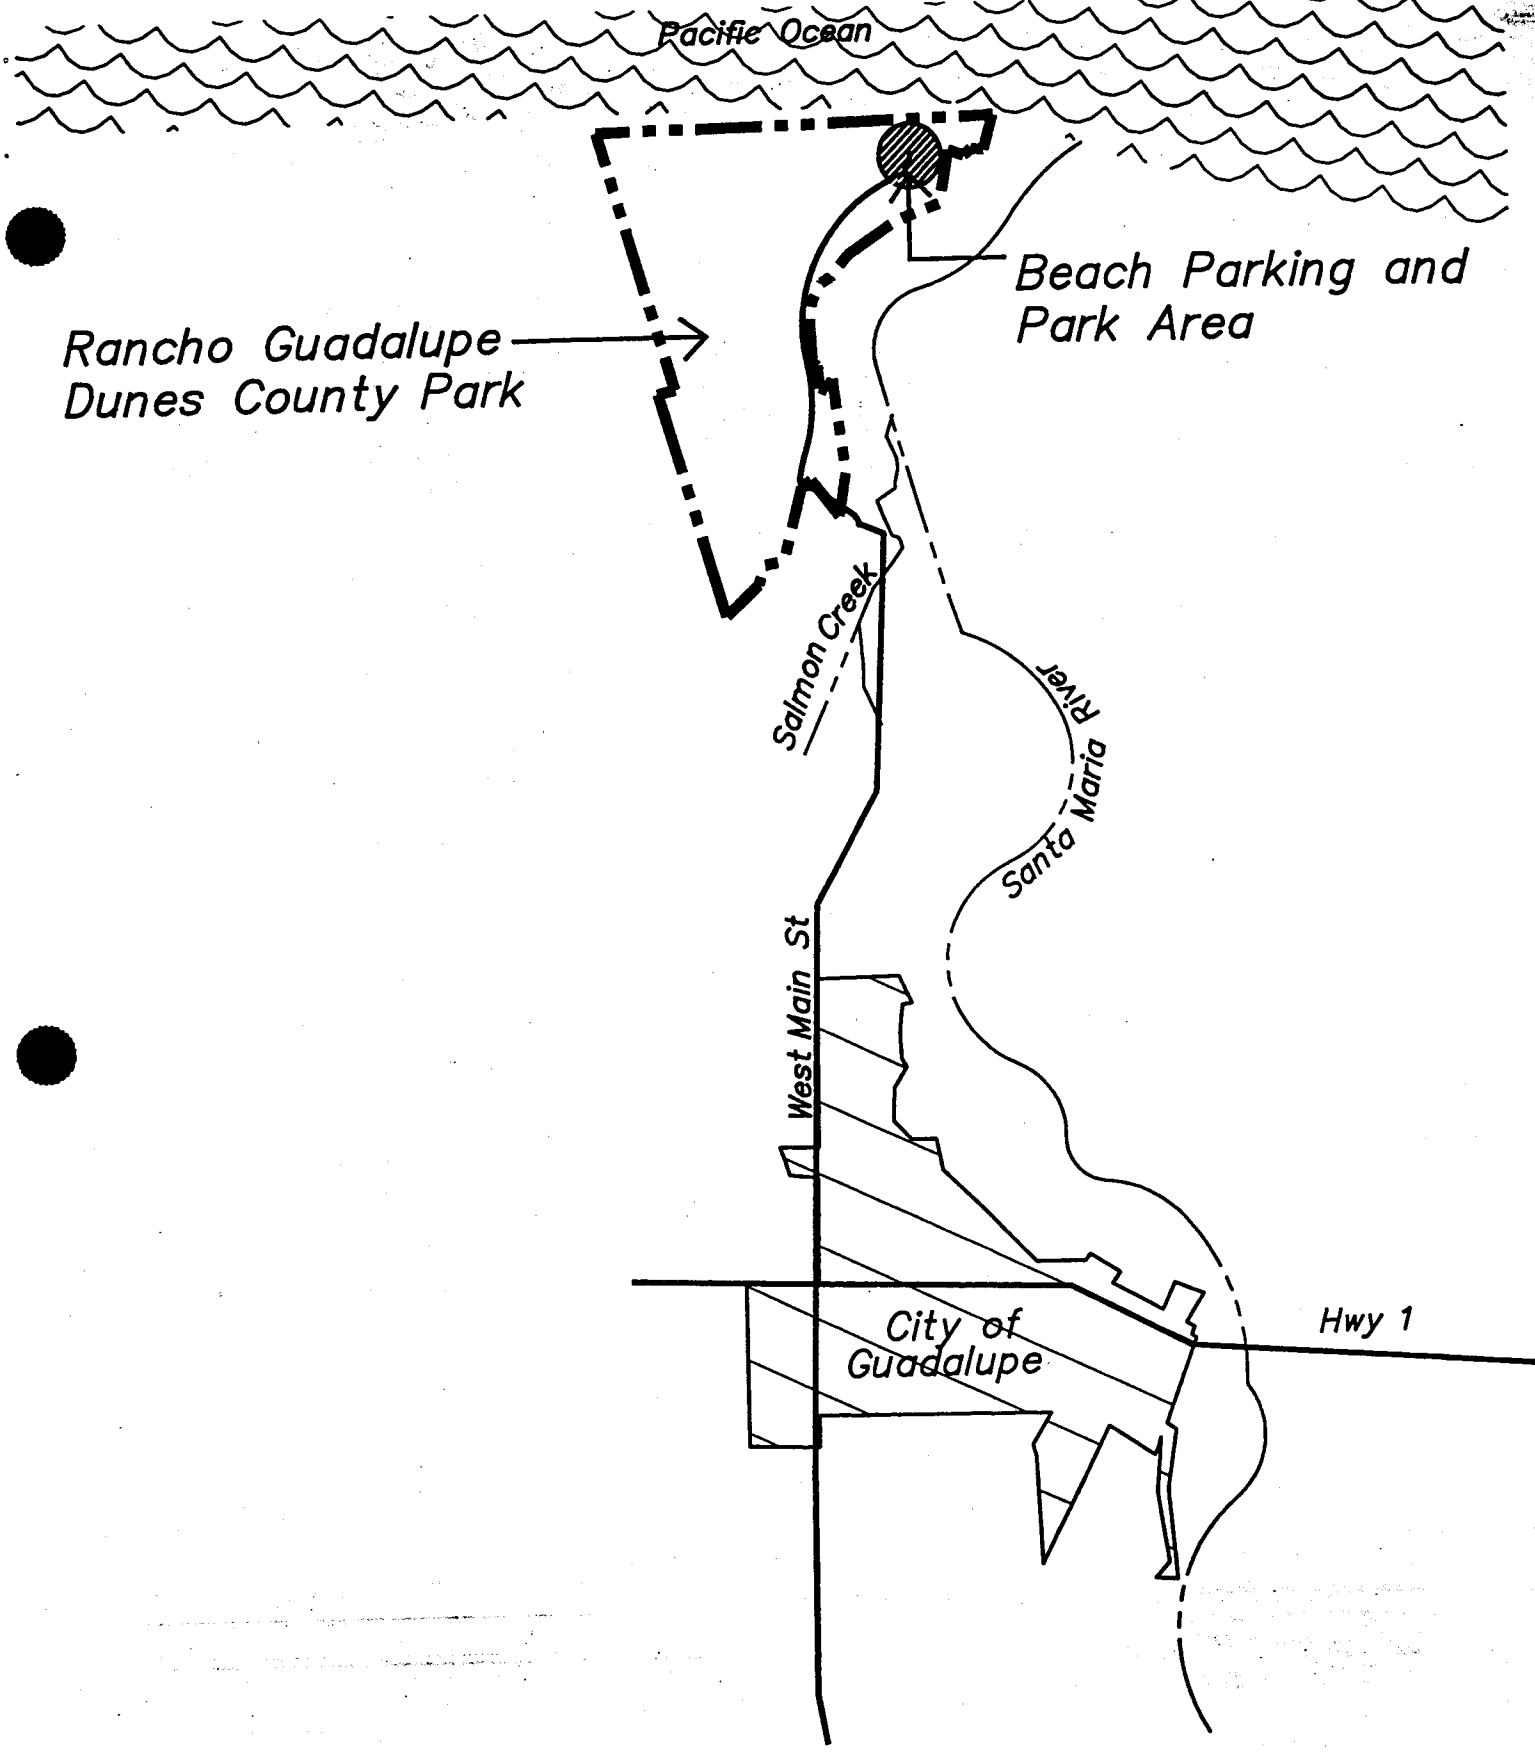 Pacific Ocean
Beach Parking and
Park Area
Rancho Guadalupe
Dunes County Park
Salmon Creek
Santa Maria River
West Main St
City of
Guadalupe
Hwy 1